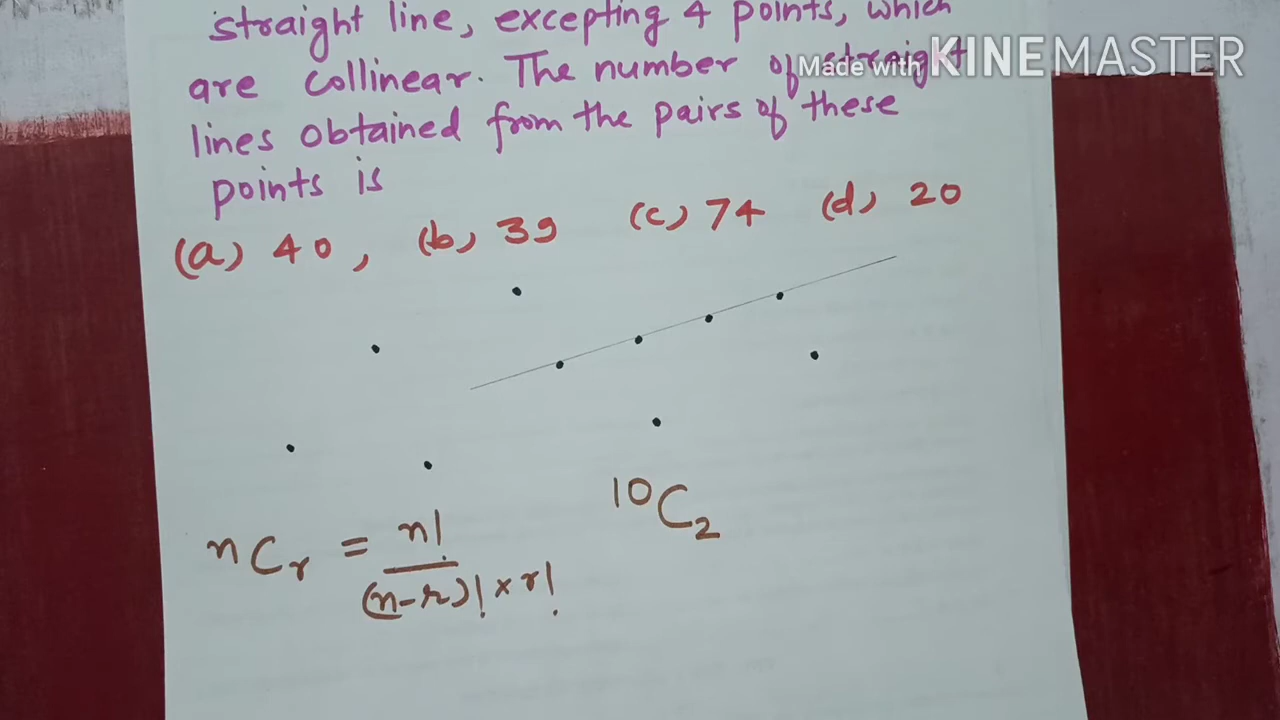 straight line, excepting 4 points, which
are collinear. The number of straight
Made with KINEMASTER
lines obtained from the pairs of these
points is
(a) 40, (b) 39 (c) 74 (d) 20
10C2
nCr = n! / (n-r)! × r!